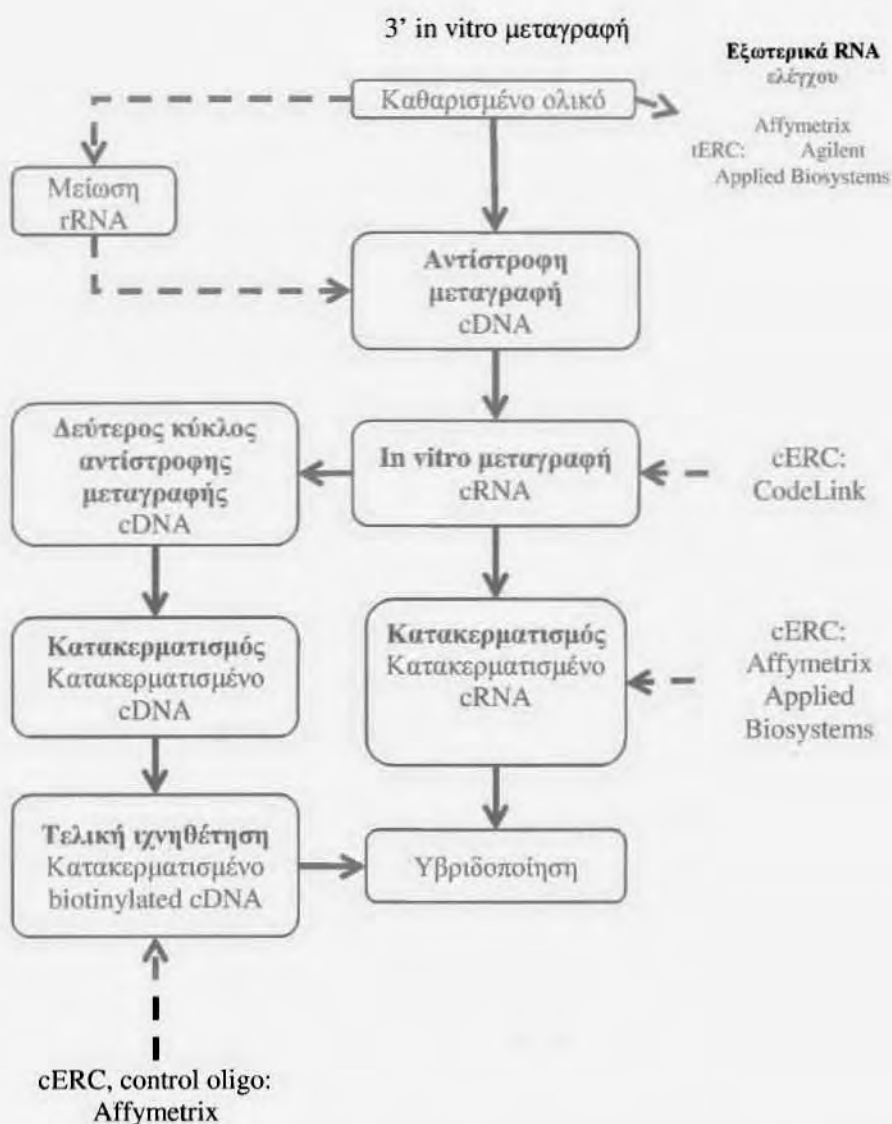 3’ in vitro μεταγραφή
Εξωτερικά RNA
ελέγχου
Καθαρισμένο ολικό
Affymetrix
tERC: Agilent
Applied Biosystems
Μείωση
rRNA
Αντίστροφη
μεταγραφή
cDNA
Δεύτερος κύκλος
αντίστροφης
μεταγραφής
cDNA
In vitro μεταγραφή
cRNA
cERC:
CodeLink
Κατακερματισμός
Κατακερματισμένο
cDNA
Κατακερματισμός
Κατακερματισμένο
cRNA
cERC:
Affymetrix
Applied
Biosystems
Τελική ιχνηθέτηση
Κατακερματισμένο
biotinylated cDNA
Υβριδοποίηση
cERC, control oligo:
Affymetrix